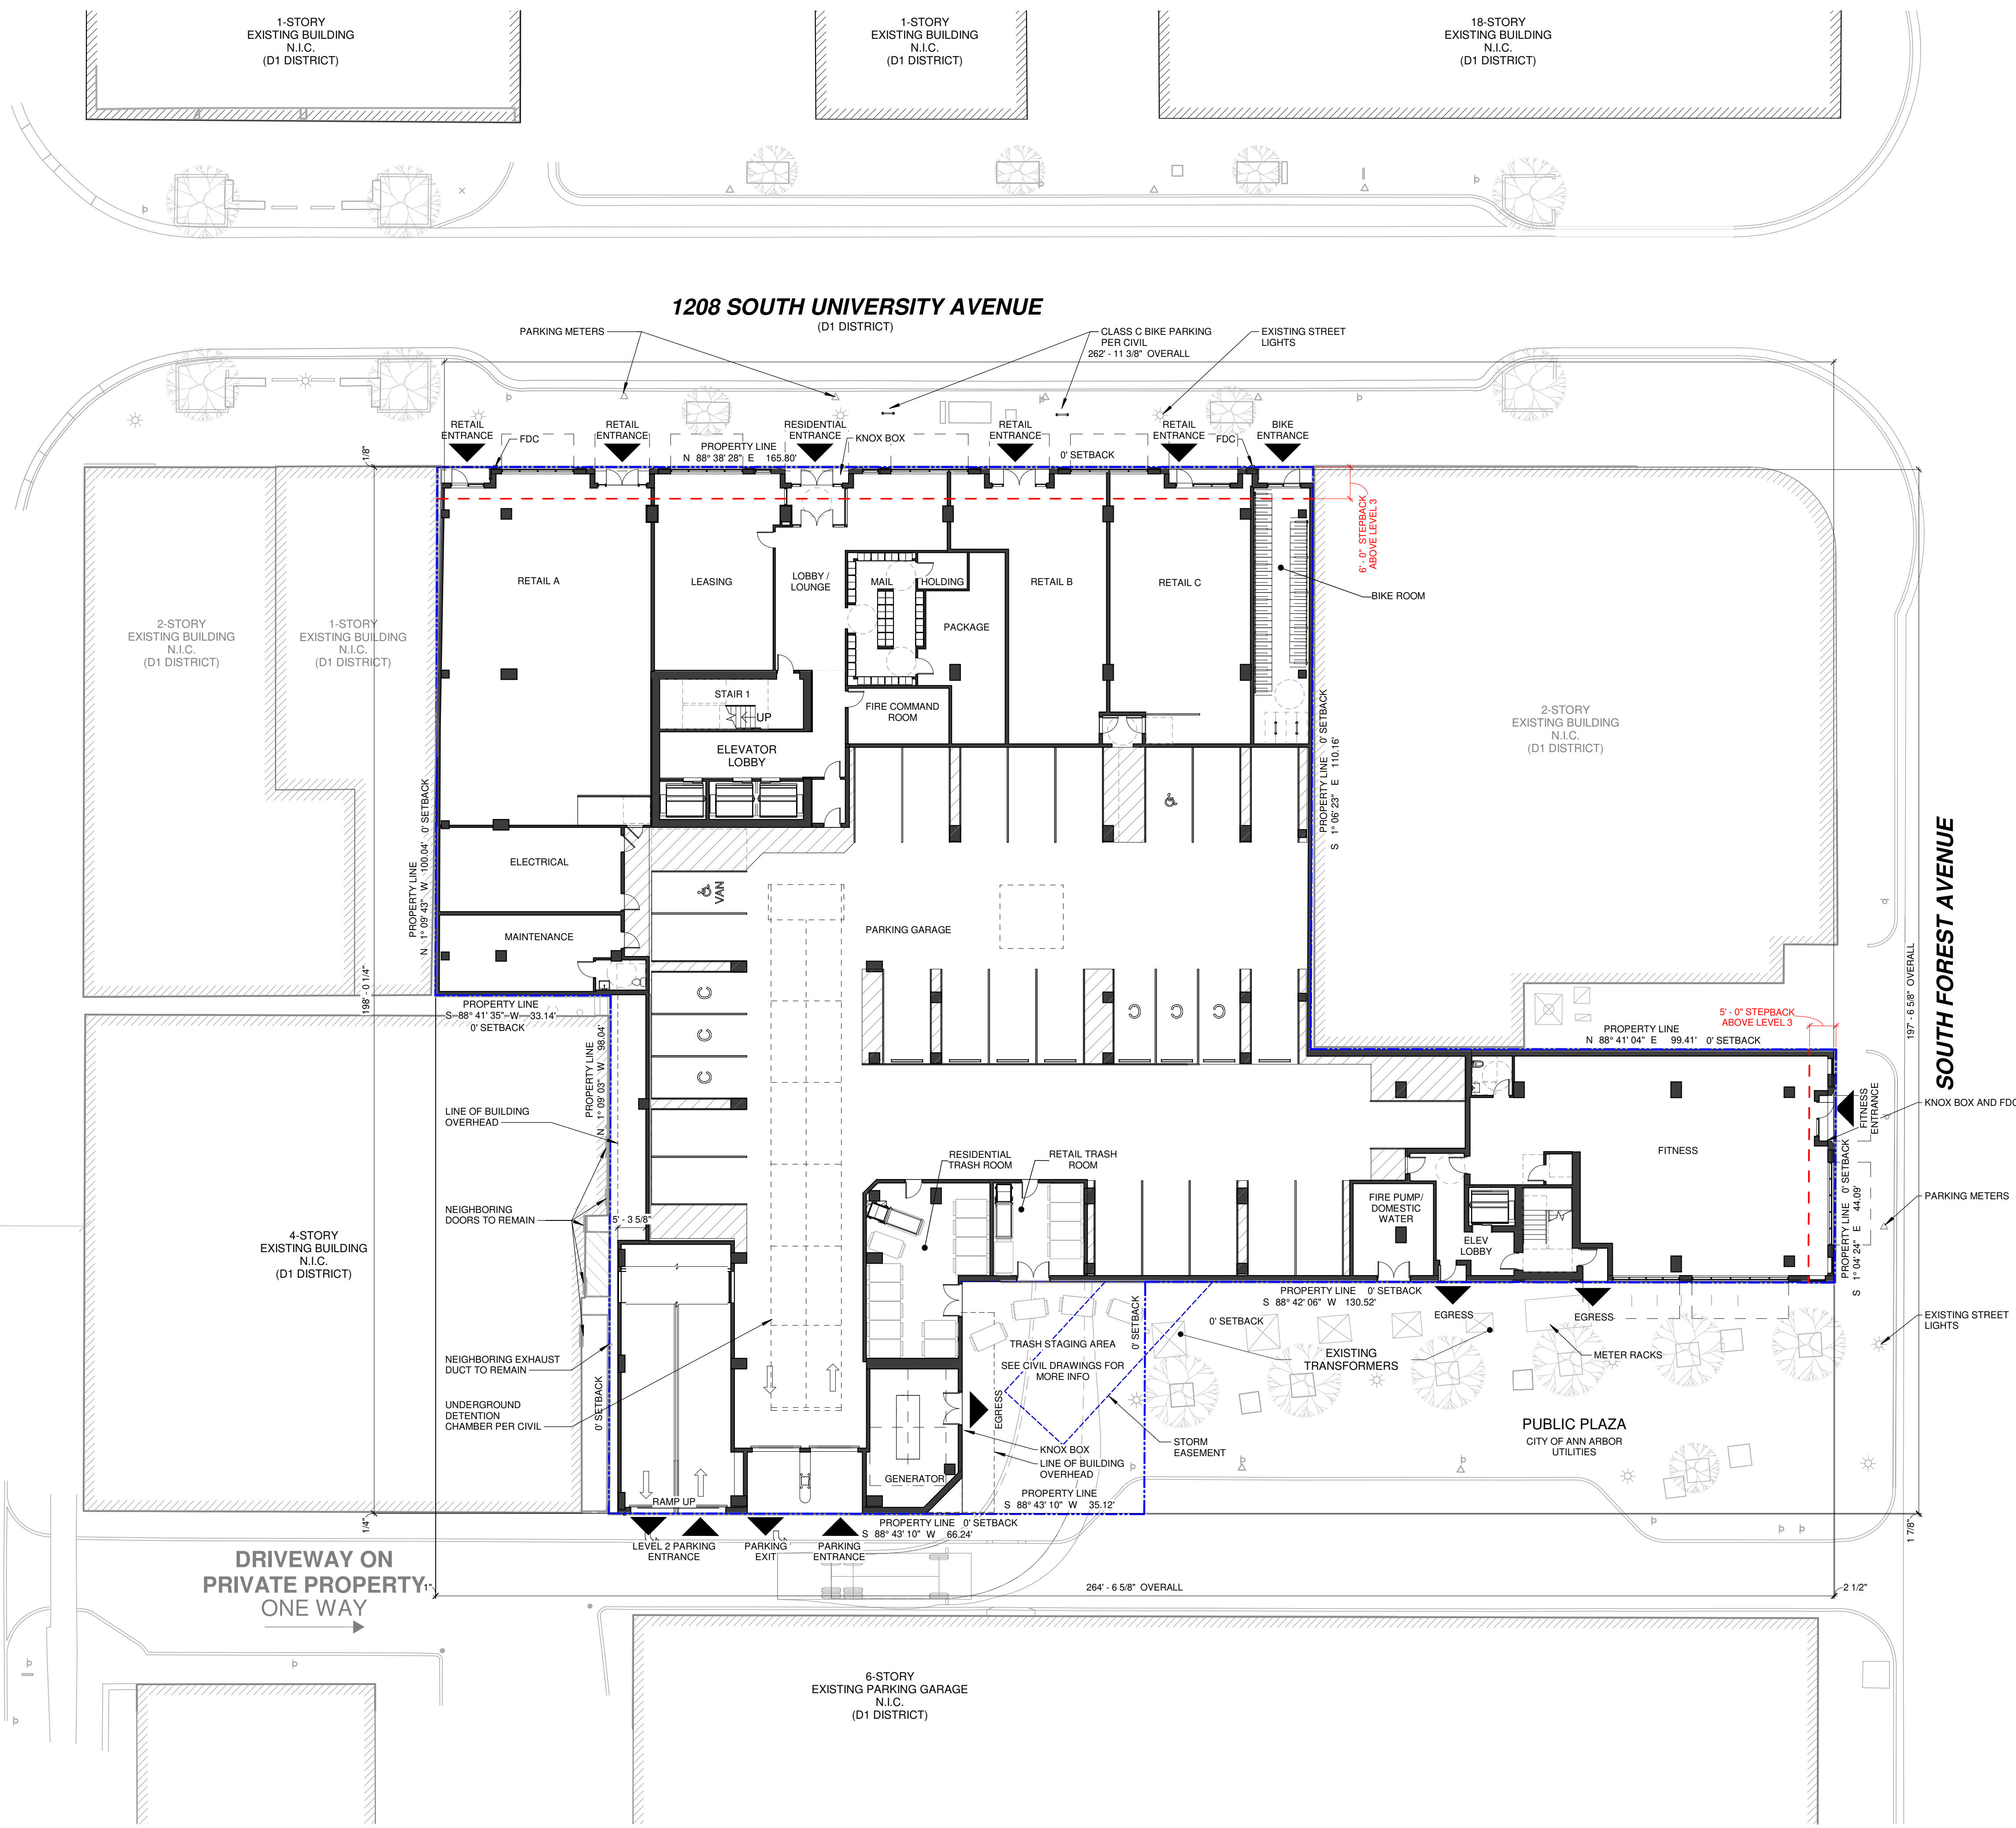 1-STORY
EXISTING BUILDING
N.I.C.
(D1 DISTRICT)
1-STORY
EXISTING BUILDING
N.I.C.
(D1 DISTRICT)
18-STORY
EXISTING BUILDING
N.I.C.
(D1 DISTRICT)
1208 SOUTH UNIVERSITY AVENUE
(D1 DISTRICT)
PARKING METERS
CLASS C BIKE PARKING
PER CIVIL
EXISTING STREET
LIGHTS
262' - 11 3/8" OVERALL
RETAIL
ENTRANCE
FDC
RETAIL
ENTRANCE
RESIDENTIAL
ENTRANCE
KNOX BOX
RETAIL
ENTRANCE
RETAIL
ENTRANCE
FDC
BIKE
ENTRANCE
PROPERTY LINE
N 88° 38' 28" E 165.80'
0' SETBACK
1/8"
6' - 0" STEPBACK
ABOVE LEVEL 3
RETAIL A
LEASING
LOBBY /
LOUNGE
MAIL
HOLDING
PACKAGE
RETAIL B
RETAIL C
BIKE ROOM
2-STORY
EXISTING BUILDING
N.I.C.
(D1 DISTRICT)
1-STORY
EXISTING BUILDING
N.I.C.
(D1 DISTRICT)
STAIR 1
UP
FIRE COMMAND
ROOM
ELEVATOR
LOBBY
2-STORY
EXISTING BUILDING
N.I.C.
(D1 DISTRICT)
PROPERTY LINE 0' SETBACK
S 1° 06' 23" E 110.16'
PROPERTY LINE 0' SETBACK
N 1° 09' 43" W 100.04'
SOUTH FOREST AVENUE
197' - 6 5/8" OVERALL
198' - 0 1/4"
ELECTRICAL
VAN
MAINTENANCE
PARKING GARAGE
C
C
C
C
C
C
PROPERTY LINE
S 88° 41' 35" W 33.14'
0' SETBACK
PROPERTY LINE
N 1° 09' 03" W 98.04'
5' - 0" STEPBACK
ABOVE LEVEL 3
PROPERTY LINE
N 88° 41' 04" E 99.41' 0' SETBACK
LINE OF BUILDING
OVERHEAD
FITNESS
ENTRANCE
KNOX BOX AND FDC
RESIDENTIAL
TRASH ROOM
RETAIL TRASH
ROOM
FITNESS
PROPERTY LINE 0' SETBACK
S 1° 04' 24" E 44.09'
PARKING METERS
FIRE PUMP/
DOMESTIC
WATER
ELEV
LOBBY
NEIGHBORING
DOORS TO REMAIN
5' - 3 5/8"
4-STORY
EXISTING BUILDING
N.I.C.
(D1 DISTRICT)
PROPERTY LINE 0' SETBACK
S 88° 42' 06" W 130.52'
0' SETBACK
0' SETBACK
EGRESS
EGRESS
EXISTING STREET
LIGHTS
TRASH STAGING AREA
SEE CIVIL DRAWINGS FOR
MORE INFO
EXISTING
TRANSFORMERS
METER RACKS
NEIGHBORING EXHAUST
DUCT TO REMAIN
0' SETBACK
UNDERGROUND
DETENTION
CHAMBER PER CIVIL
EGRESS
PUBLIC PLAZA
CITY OF ANN ARBOR
UTILITIES
STORM
EASEMENT
KNOX BOX
LINE OF BUILDING
OVERHEAD
GENERATOR
PROPERTY LINE
S 88° 43' 10" W 35.12'
RAMP UP
PROPERTY LINE 0' SETBACK
S 88° 43' 10" W 66.24'
1/4"
1 7/8"
LEVEL 2 PARKING
ENTRANCE
PARKING
EXIT
PARKING
ENTRANCE
DRIVEWAY ON
PRIVATE PROPERTY
ONE WAY
1"
264' - 6 5/8" OVERALL
2 1/2"
6-STORY
EXISTING PARKING GARAGE
N.I.C.
(D1 DISTRICT)